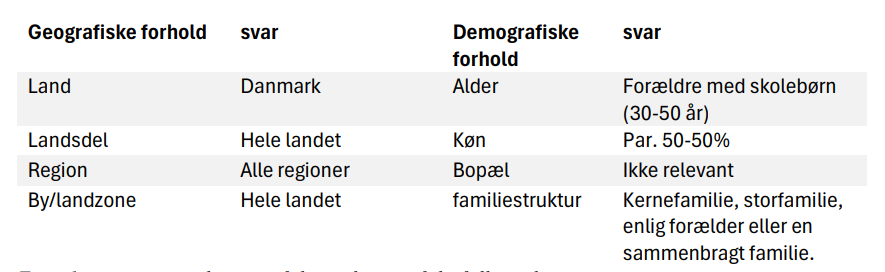 Geografiske forhold svar Demografiske forhold svar
Land Danmark Alder Forældre med skolebørn (30-50 år)
Landsdel Hele landet Køn Par. 50-50%
Region Alle regioner Bopæl Ikke relevant
By/landzone Hele landet familiestruktur Kernefamilie, storfamilie, enlig forælder eller en sammenbragt familie.